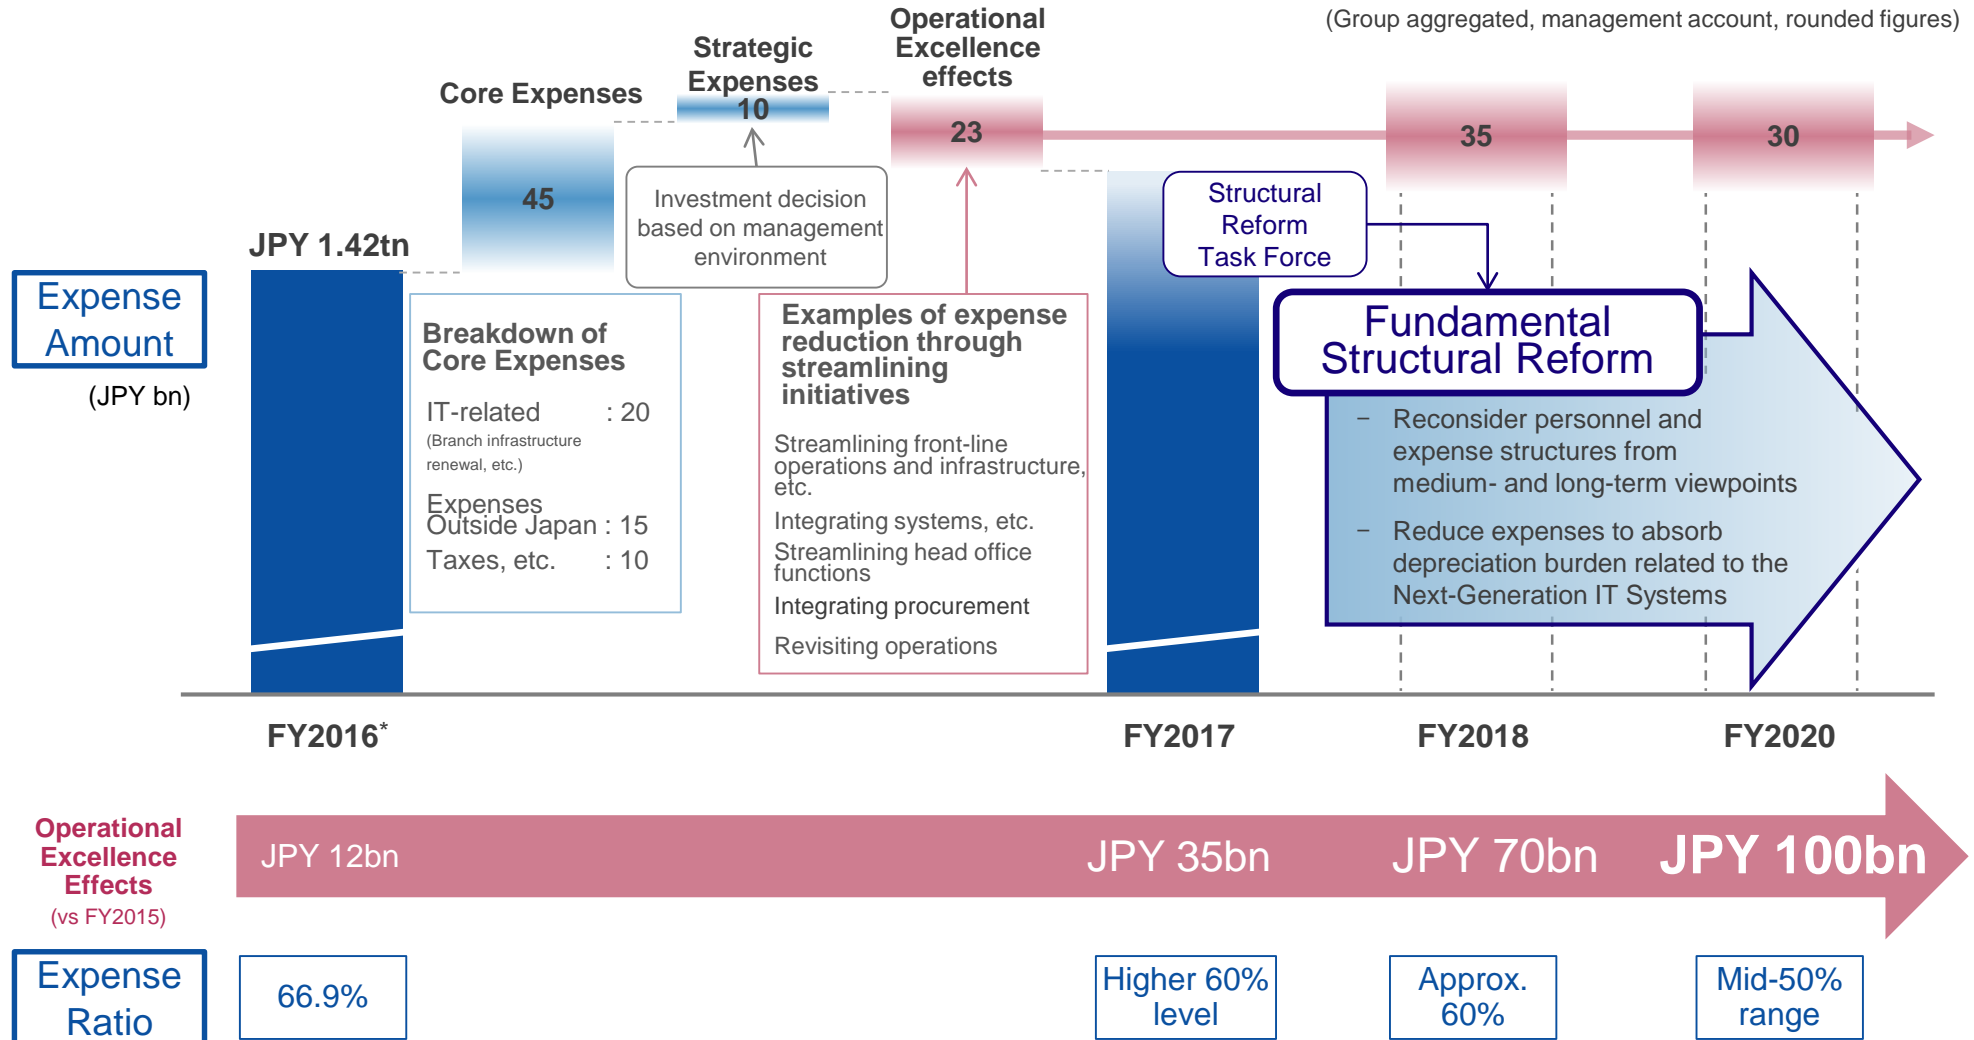 (Group aggregated, management account, rounded figures)
Core Expenses
Strategic
Expenses
10
Operational
Excellence
effects
23
35
30
45
Investment decision
based on management
environment
Structural
Reform
Task Force
JPY 1.42tn
Expense
Amount
(JPY bn)
Breakdown of
Core Expenses
IT-related : 20
(Branch infrastructure
renewal, etc.)
Expenses
Outside Japan : 15
Taxes, etc. : 10
Examples of expense
reduction through
streamlining
initiatives
Streamlining front-line
operations and infrastructure,
etc.
Integrating systems, etc.
Streamlining head office
functions
Integrating procurement
Revisiting operations
Fundamental
Structural Reform
− Reconsider personnel and
expense structures from
medium- and long-term viewpoints
− Reduce expenses to absorb
depreciation burden related to the
Next-Generation IT Systems
FY2016*
FY2017
FY2018
FY2020
Operational
Excellence
Effects
(vs FY2015)
JPY 12bn
JPY 35bn
JPY 70bn
JPY 100bn
Expense
Ratio
66.9%
Higher 60%
level
Approx.
60%
Mid-50%
range